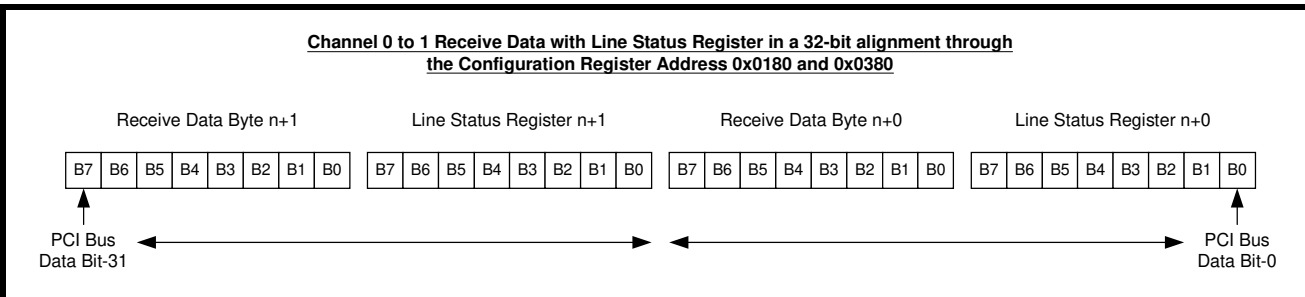 Channel 0 to 1 Receive Data with Line Status Register in a 32-bit alignment through
the Configuration Register Address 0x0180 and 0x0380
Receive Data Byte n+1 Line Status Register n+1 Receive Data Byte n+0 Line Status Register n+0
B7 B6 B5 B4 B3 B2 B1 B0 B7 B6 B5 B4 B3 B2 B1 B0 B7 B6 B5 B4 B3 B2 B1 B0 B7 B6 B5 B4 B3 B2 B1 B0
PCI Bus PCI Bus
Data Bit-31 Data Bit-0